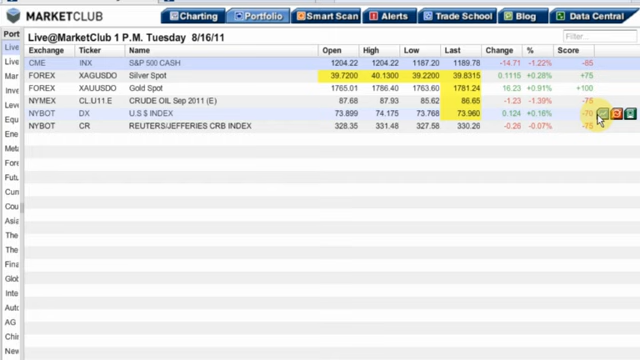 MARKETCLUB Charting Portfolio Smart Scan Alerts Trade School Blog Data Central
Port Live@MarketClub 1 P.M. Tuesday 8/16/11 Filter...
Live Exchange Ticker Name Open High Low Last Change % Score
Live CME INX S&P 500 CASH 1204.22 1204.22 1187.20 1189.78 -14.71 -1.22% -85
Mar FOREX XAGUSDO Silver Spot 39.7200 40.1300 39.2200 39.8315 0.1115 +0.28% +75
Inve FOREX XAUUSDO Gold Spot 1765.01 1786.40 1763.60 1781.24 16.23 +0.91% +100
Leve NYMEX CL.U11.E CRUDE OIL Sep 2011 (E) 87.68 87.93 85.62 86.65 -1.23 -1.39% -75
Equ NYBOT DX U.S $ INDEX 73.899 74.175 73.768 73.960 0.124 +0.16% -70
Ene NYBOT CR REUTERS/JEFFERIES CRB INDEX 328.35 331.48 327.58 330.26 -0.26 -0.07%
Meta
Fore
Futu
Curr
Cou
Asia
The
The
Fina
Glob
Inte
Auto
AG
Chin
New